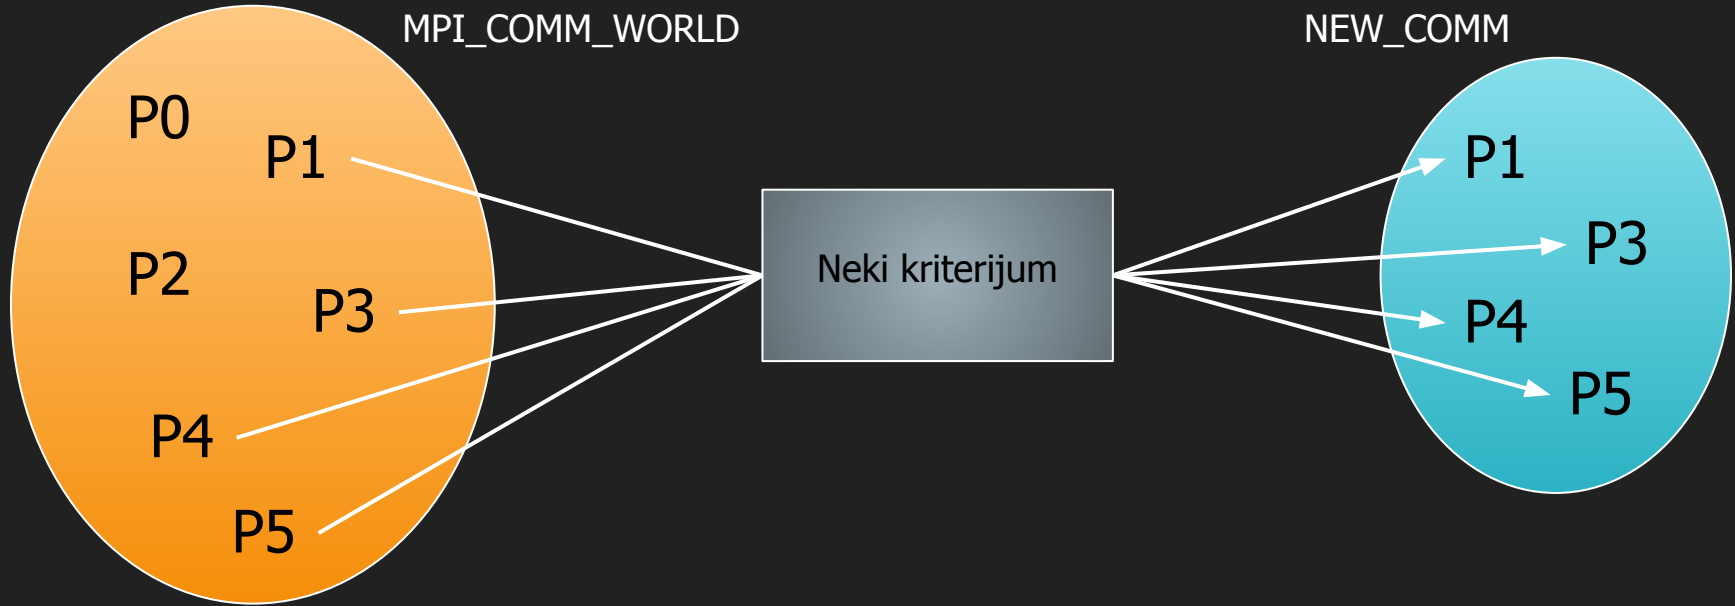 MPI_COMM_WORLD
P0
P1
P2
P3
P4
P5
Neki kriterijum
NEW_COMM
P1
P3
P4
P5